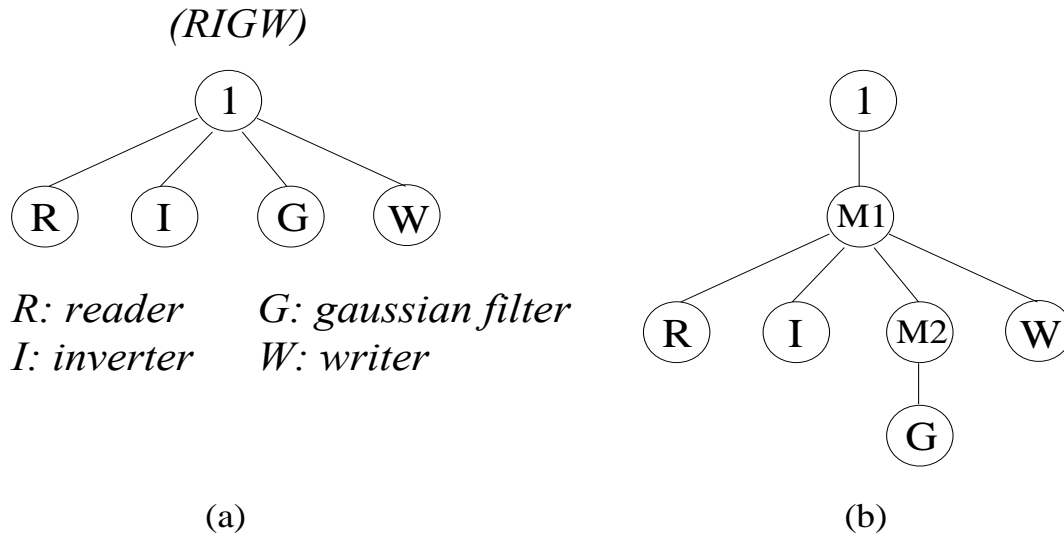 (RIGW)
1
R I G W
R: reader G: gaussian filter
I: inverter W: writer
(a)
1
M1
R I M2 W
G
(b)